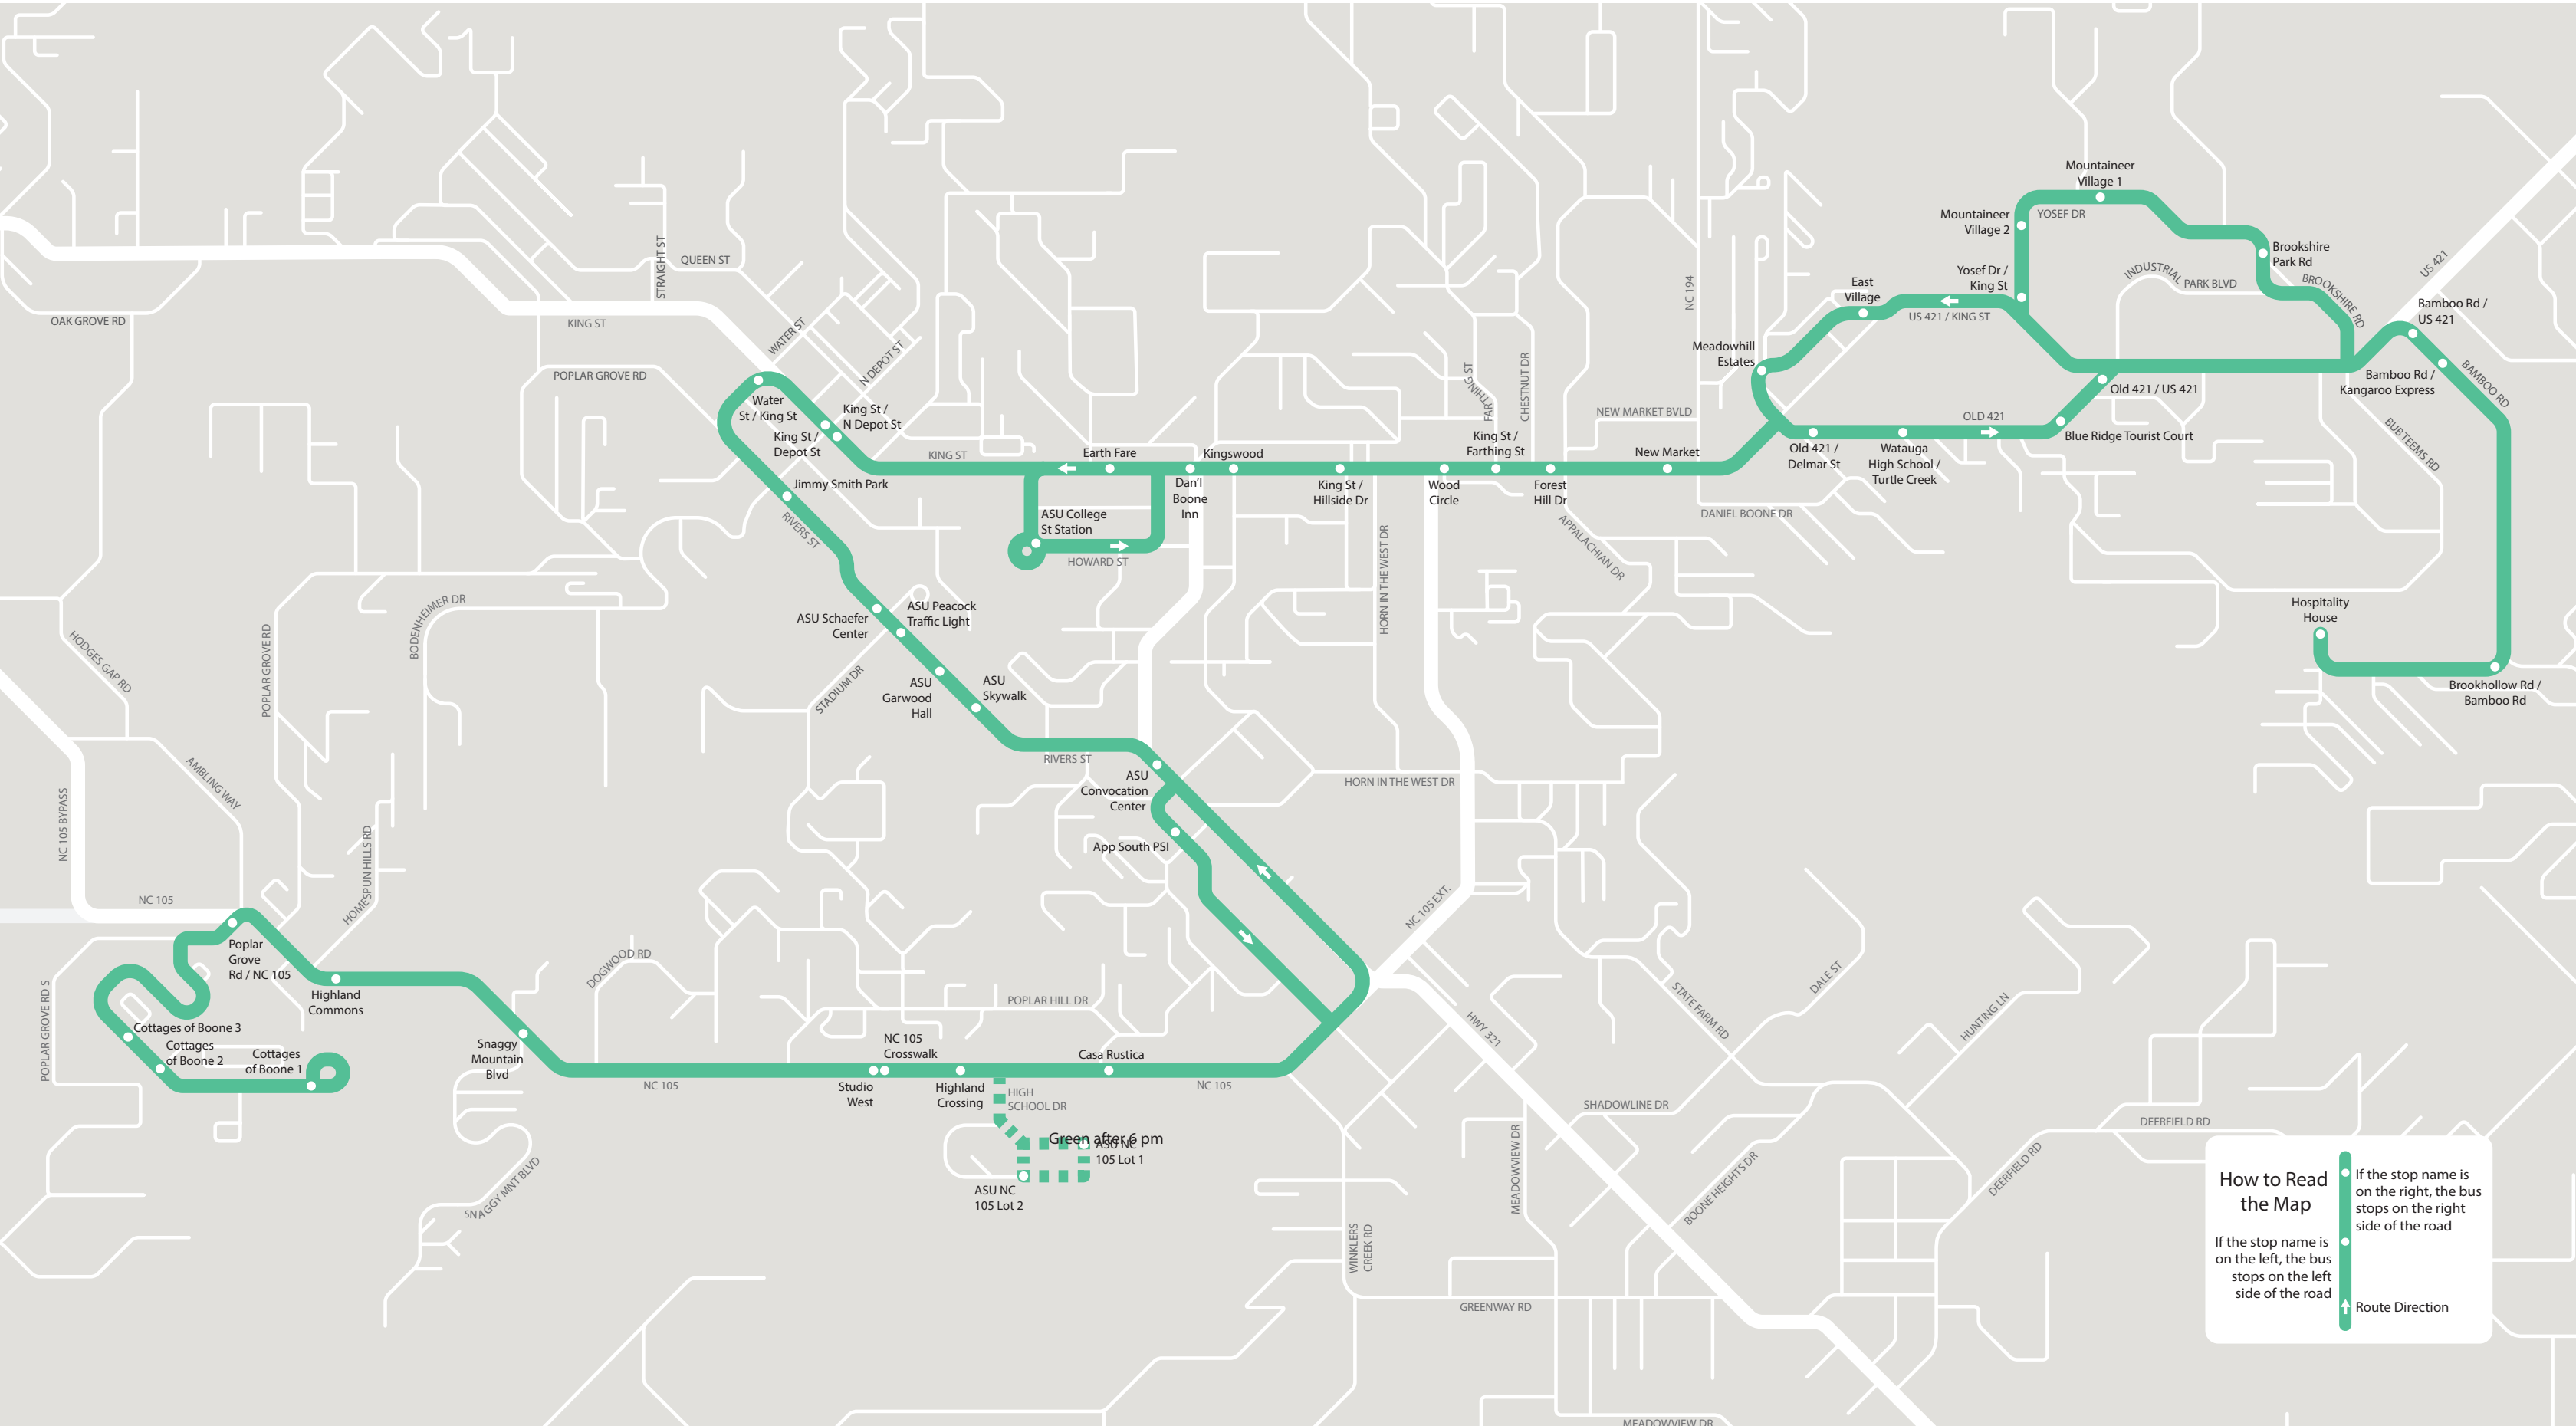 Mountaineer
Village 1
YOSEF DR
Mountaineer
Village 2
Brookshire
Park Rd
STRAIGHT ST
QUEEN ST
US 421
Yosef Dr /
King St
INDUSTRIAL
PARK BLVD
BROOKSHIRE RD
NC 194
East
Village
Bamboo Rd /
US 421
OAK GROVE RD
KING ST
US 421 / KING ST
WATER ST
N DEPOT ST
Meadowhill
Estates
POPLAR GROVE RD
FARTHING ST
CHESTNUT DR
Bamboo Rd /
Kangaroo Express
BAMBOO RD
Old 421 / US 421
Water
St / King St
King St /
N Depot St
King St /
Depot St
NEW MARKET BVLD
OLD 421
Blue Ridge Tourist Court
BUB TEEMS RD
KING ST
Earth Fare
Kingswood
King St /
Farthing St
New Market
Old 421 /
Delmar St
Watauga
High School /
Turtle Creek
Jimmy Smith Park
Dan'l
Boone
Inn
King St /
Hillside Dr
Wood
Circle
Forest
Hill Dr
DANIEL BOONE DR
RIVERS ST
ASU College
St Station
HOWARD ST
HORN IN THE WEST DR
APPALACHIAN DR
BODENHEIMER DR
Hospitality
House
ASU Schaefer
Center
ASU Peacock
Traffic Light
HODGES GAP RD
POPLAR GROVE RD
STADIUM DR
ASU
Garwood
Hall
ASU
Skywalk
Brookhollow Rd /
Bamboo Rd
RIVERS ST
AMBLING WAY
ASU
Convocation
Center
HORN IN THE WEST DR
NC 105 BYPASS
HOMESPUN HILLS RD
App South PSI
NC 105
NC 105 EXT.
Poplar
Grove
Rd / NC 105
DOGWOOD RD
Highland
Commons
POPLAR HILL DR
STATE FARM RD
DALE ST
HUNTING LN
HWY 321
POPLAR GROVE RD S
Cottages of Boone 3
Cottages
of Boone 2
Cottages
of Boone 1
Snaggy
Mountain
Blvd
NC 105
Crosswalk
Casa Rustica
NC 105
Studio
West
Highland
Crossing
HIGH
SCHOOL DR
NC 105
SHADOWLINE DR
DEERFIELD RD
Green after 6 pm
ASU NC
105 Lot 1
ASU NC
105 Lot 2
SNAGGY MNT BLVD
MEADOWVIEW DR
BOONE HEIGHTS DR
DEERFIELD RD
WINKLERS
CREEK RD
GREENWAY RD
MEADOWVIEW DR
How to Read
the Map
If the stop name is
on the right, the bus
stops on the right
side of the road
If the stop name is
on the left, the bus
stops on the left
side of the road
Route Direction